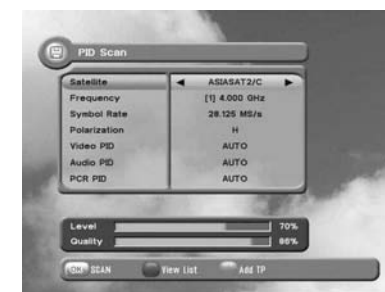 PID Scan
Satellite ◀ ASIASAT2/C ▶
Frequency [1] 4.000 GHz
Symbol Rate 28.125 MS/s
Polarization H
Video PID AUTO
Audio PID AUTO
PCR PID AUTO
Level 70%
Quality 86%
OK SCAN View List Add TP